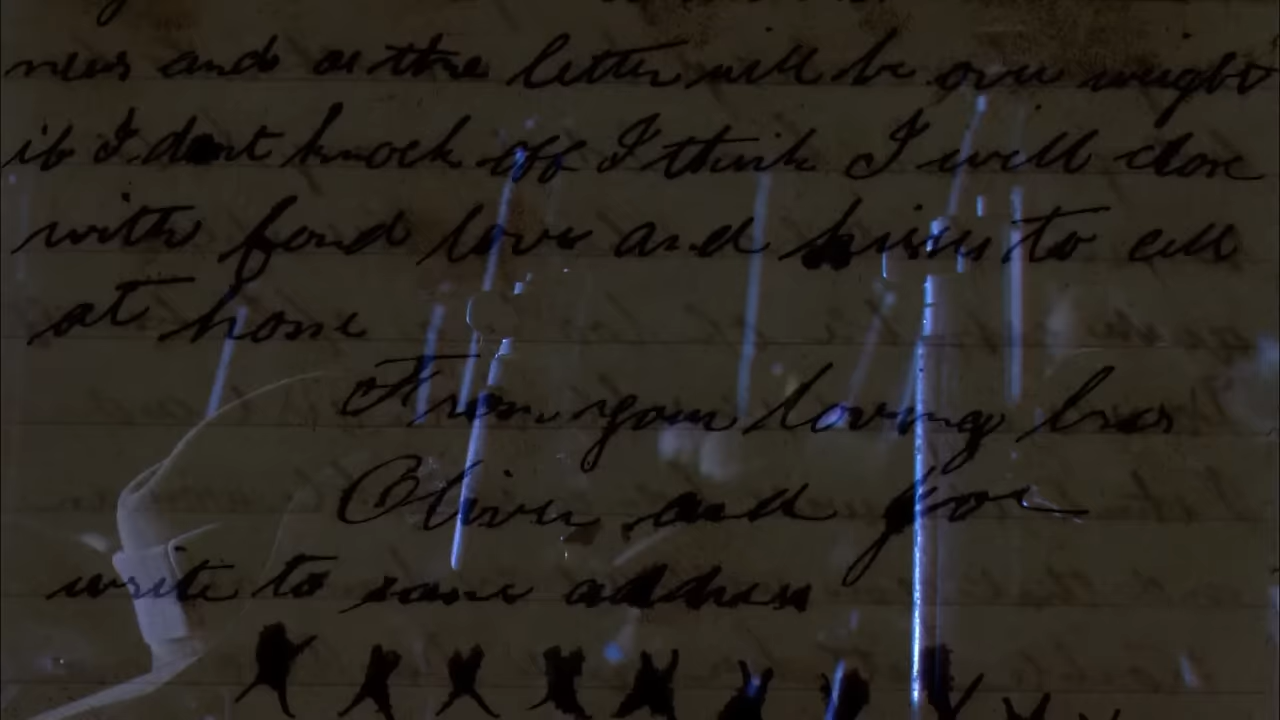 news and as the letter will be over weight
if I dont knock off I think I will close
with fond love and kisses to all
at home
From your loving bros
Oliver and Joe
write to same address